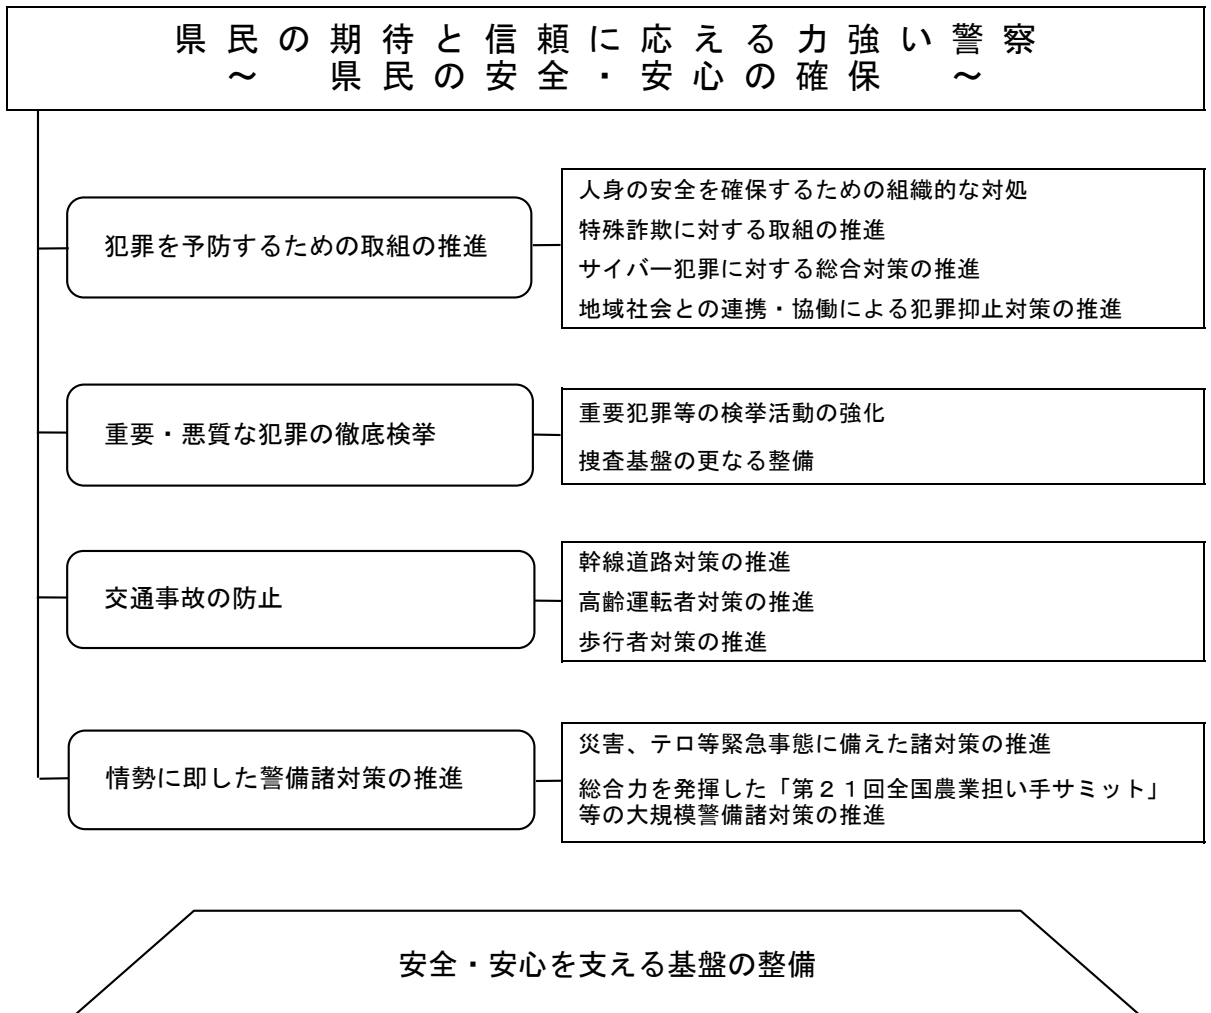 県民の期待と信頼に応える力強い警察
～　県民の安全・安心の確保　～
犯罪を予防するための取組の推進
人身の安全を確保するための組織的な対処
特殊詐欺に対する取組の推進
サイバー犯罪に対する総合対策の推進
地域社会との連携・協働による犯罪抑止対策の推進
重要・悪質な犯罪の徹底検挙
重要犯罪等の検挙活動の強化
捜査基盤の更なる整備
交通事故の防止
幹線道路対策の推進
高齢運転者対策の推進
歩行者対策の推進
情勢に即した警備諸対策の推進
災害、テロ等緊急事態に備えた諸対策の推進
総合力を発揮した「第２１回全国農業担い手サミット」
等の大規模警備諸対策の推進
安全・安心を支える基盤の整備